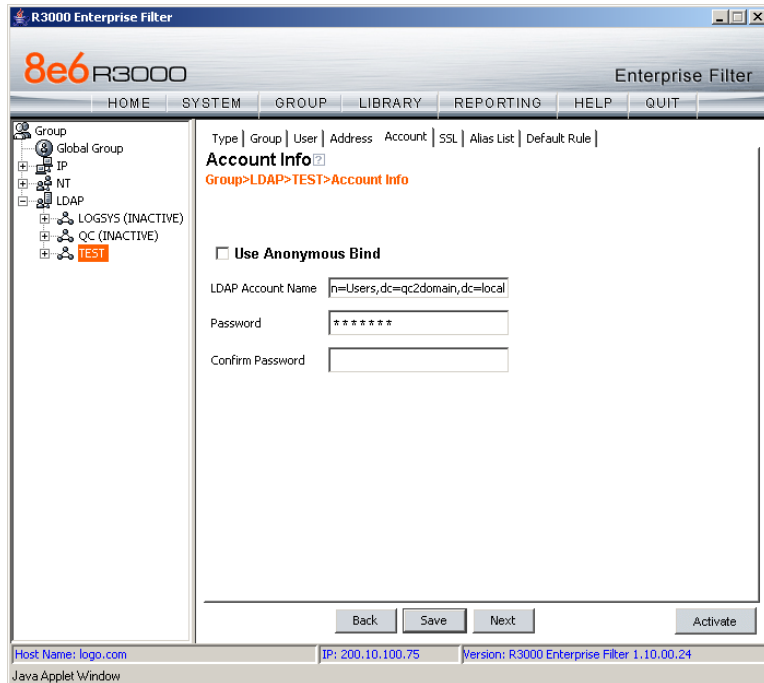 R3000 Enterprise Filter
8e6 R3000
Enterprise Filter
HOME SYSTEM GROUP LIBRARY REPORTING HELP QUIT
Group
Global Group
IP
NT
LDAP
LOGSYS (INACTIVE)
QC (INACTIVE)
TEST
Type | Group | User | Address Account | SSL | Alias List | Default Rule |
Account Info ?
Group>LDAP>TEST>Account Info
Use Anonymous Bind
LDAP Account Name n=Users,dc=qc2domain,dc=local
Password *******
Confirm Password
Back Save Next Activate
Host Name: logo.com IP: 200.10.100.75 Version: R3000 Enterprise Filter 1.10.00.24
Java Applet Window